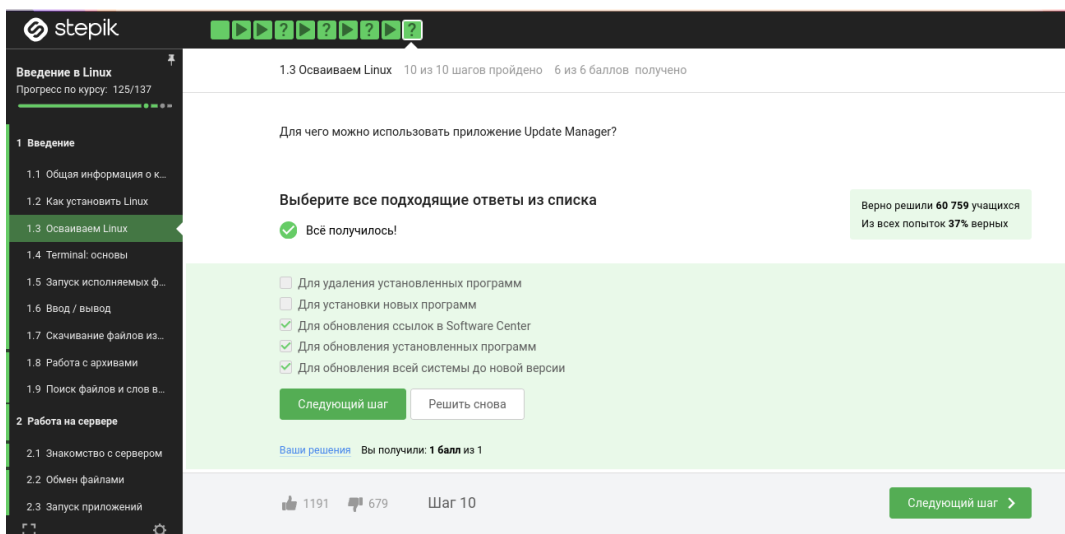 stepik
Введение в Linux
Прогресс по курсу: 125/137
1 Введение
1.1 Общая информация о к...
1.2 Как установить Linux
1.3 Осваиваем Linux
1.4 Terminal: основы
1.5 Запуск исполняемых ф...
1.6 Ввод / вывод
1.7 Скачивание файлов из...
1.8 Работа с архивами
1.9 Поиск файлов и слов в...
2 Работа на сервере
2.1 Знакомство с сервером
2.2 Обмен файлами
2.3 Запуск приложений
1.3 Осваиваем Linux 10 из 10 шагов пройдено 6 из 6 баллов получено
Для чего можно использовать приложение Update Manager?
Выберите все подходящие ответы из списка
Всё получилось!
Верно решили 60 759 учащихся
Из всех попыток 37% верных
Для удаления установленных программ
Для установки новых программ
Для обновления ссылок в Software Center
Для обновления установленных программ
Для обновления всей системы до новой версии
Следующий шаг Решить снова
Ваши решения Вы получили: 1 балл из 1
1191 679 Шаг 10 Следующий шаг